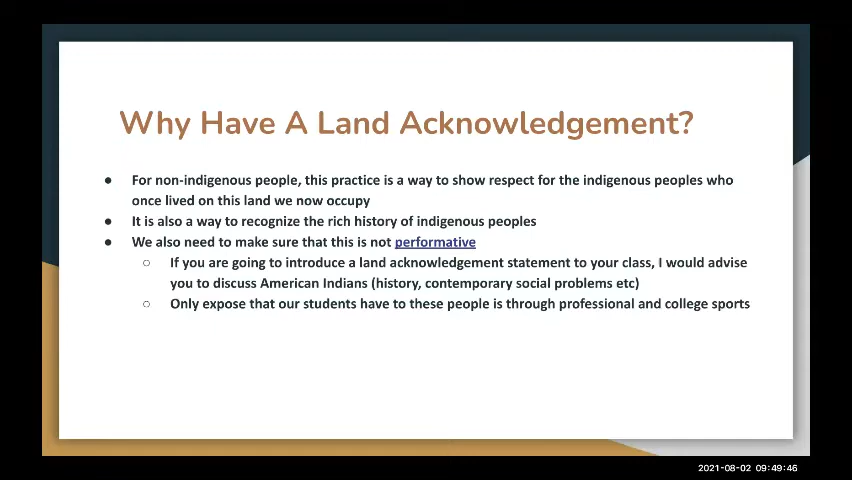 Why Have A Land Acknowledgement?
● For non-indigenous people, this practice is a way to show respect for the indigenous peoples who
once lived on this land we now occupy
● It is also a way to recognize the rich history of indigenous peoples
● We also need to make sure that this is not performative
○ If you are going to introduce a land acknowledgement statement to your class, I would advise
you to discuss American Indians (history, contemporary social problems etc)
○ Only expose that our students have to these people is through professional and college sports
2021-08-02 09:49:46